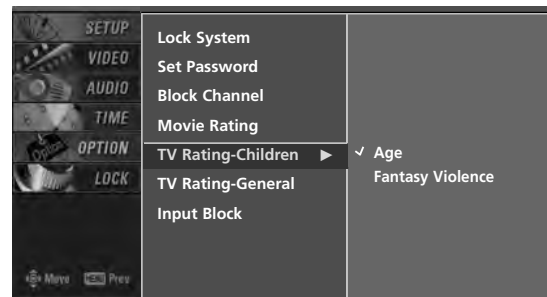 SETUP
VIDEO
AUDIO
TIME
OPTION
LOCK
Lock System
Set Password
Block Channel
Movie Rating
TV Rating-Children ►
TV Rating-General
Input Block
✓ Age
Fantasy Violence
Move MENU Prev